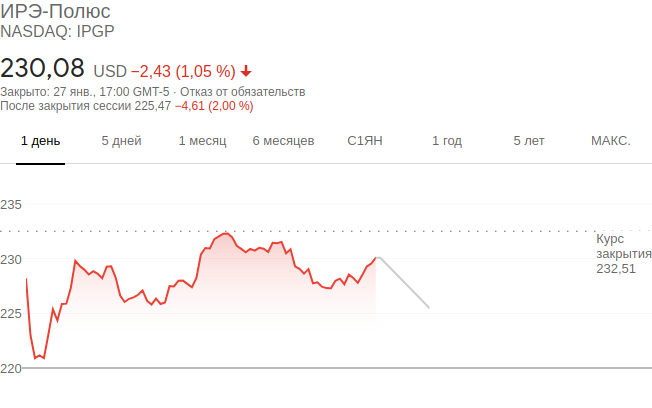 ИРЭ-Полюс
NASDAQ: IPGP
230,08 USD −2,43 (1,05 %)
Закрыто: 27 янв., 17:00 GMT-5 · Отказ от обязательств
После закрытия сессии 225,47 −4,61 (2,00 %)
1 день 5 дней 1 месяц 6 месяцев С1ЯН 1 год 5 лет МАКС.
235
Курс
закрытия
232,51
230
225
220